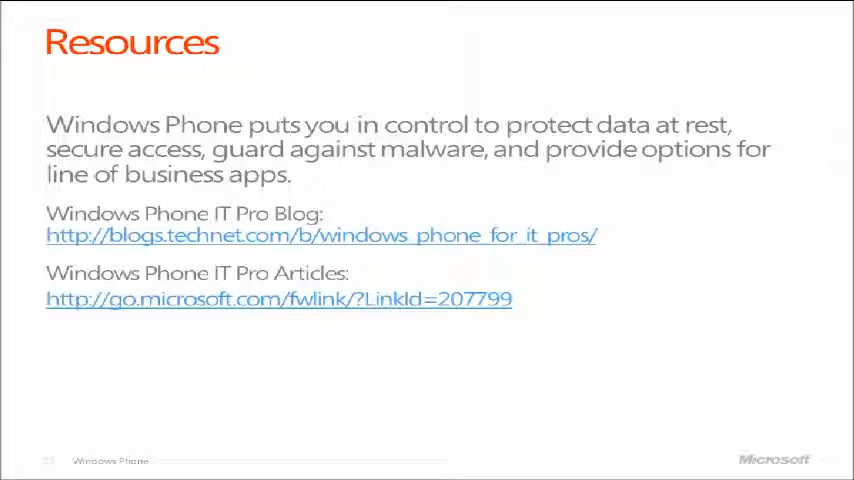 Resources
Windows Phone puts you in control to protect data at rest,
secure access, guard against malware, and provide options for
line of business apps.
Windows Phone IT Pro Blog:
http://blogs.technet.com/b/windows_phone_for_it_pros/
Windows Phone IT Pro Articles:
http://go.microsoft.com/fwlink/?LinkId=207799
Windows Phone
Microsoft